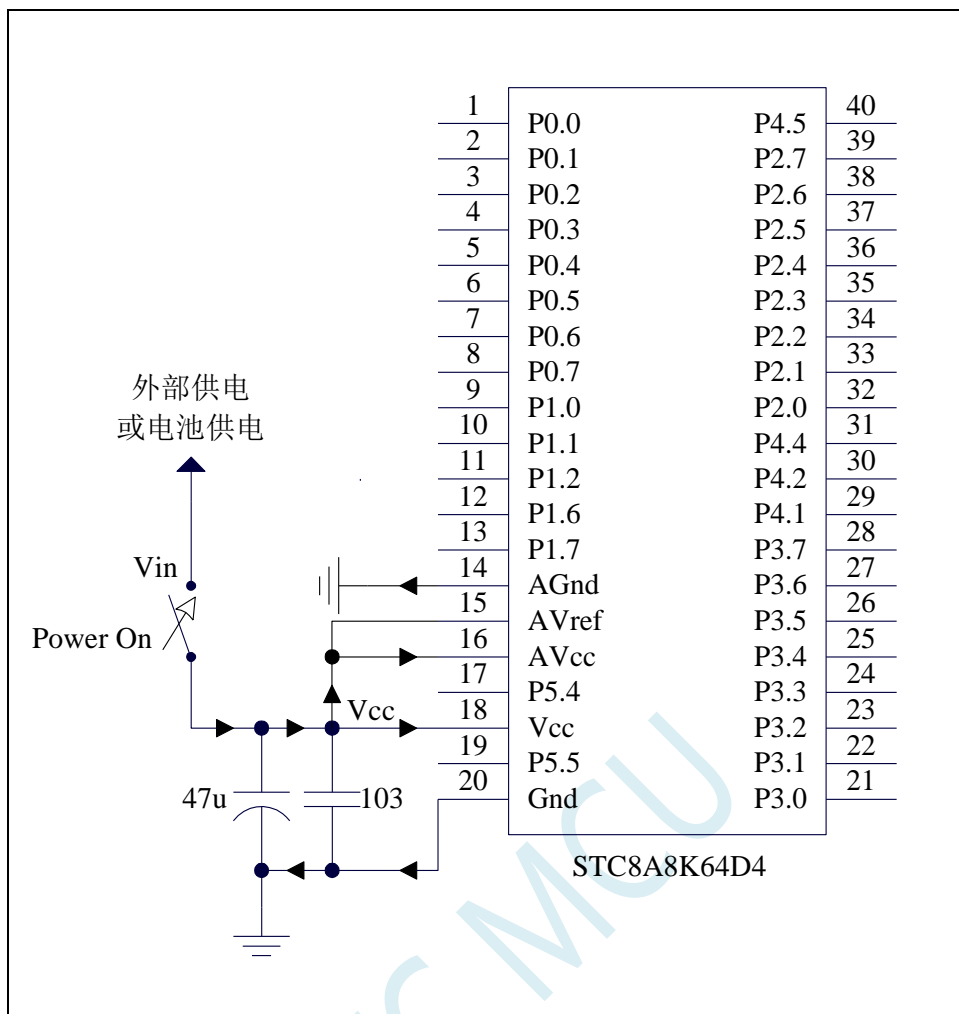 1 P0.0 P4.5 40
2 P0.1 P2.7 39
3 P0.2 P2.6 38
4 P0.3 P2.5 37
5 P0.4 P2.4 36
6 P0.5 P2.3 35
7 P0.6 P2.2 34
8 P0.7 P2.1 33
9 P1.0 P2.0 32
10 P1.1 P4.4 31
11 P1.2 P4.2 30
12 P1.6 P4.1 29
13 P1.7 P3.7 28
14 AGnd P3.6 27
15 AVref P3.5 26
16 AVcc P3.4 25
17 P5.4 P3.3 24
18 Vcc P3.2 23
19 P5.5 P3.1 22
20 Gnd P3.0 21
外部供电
或电池供电
Vin
Power On
Vcc
47u
103
STC8A8K64D4
MCU